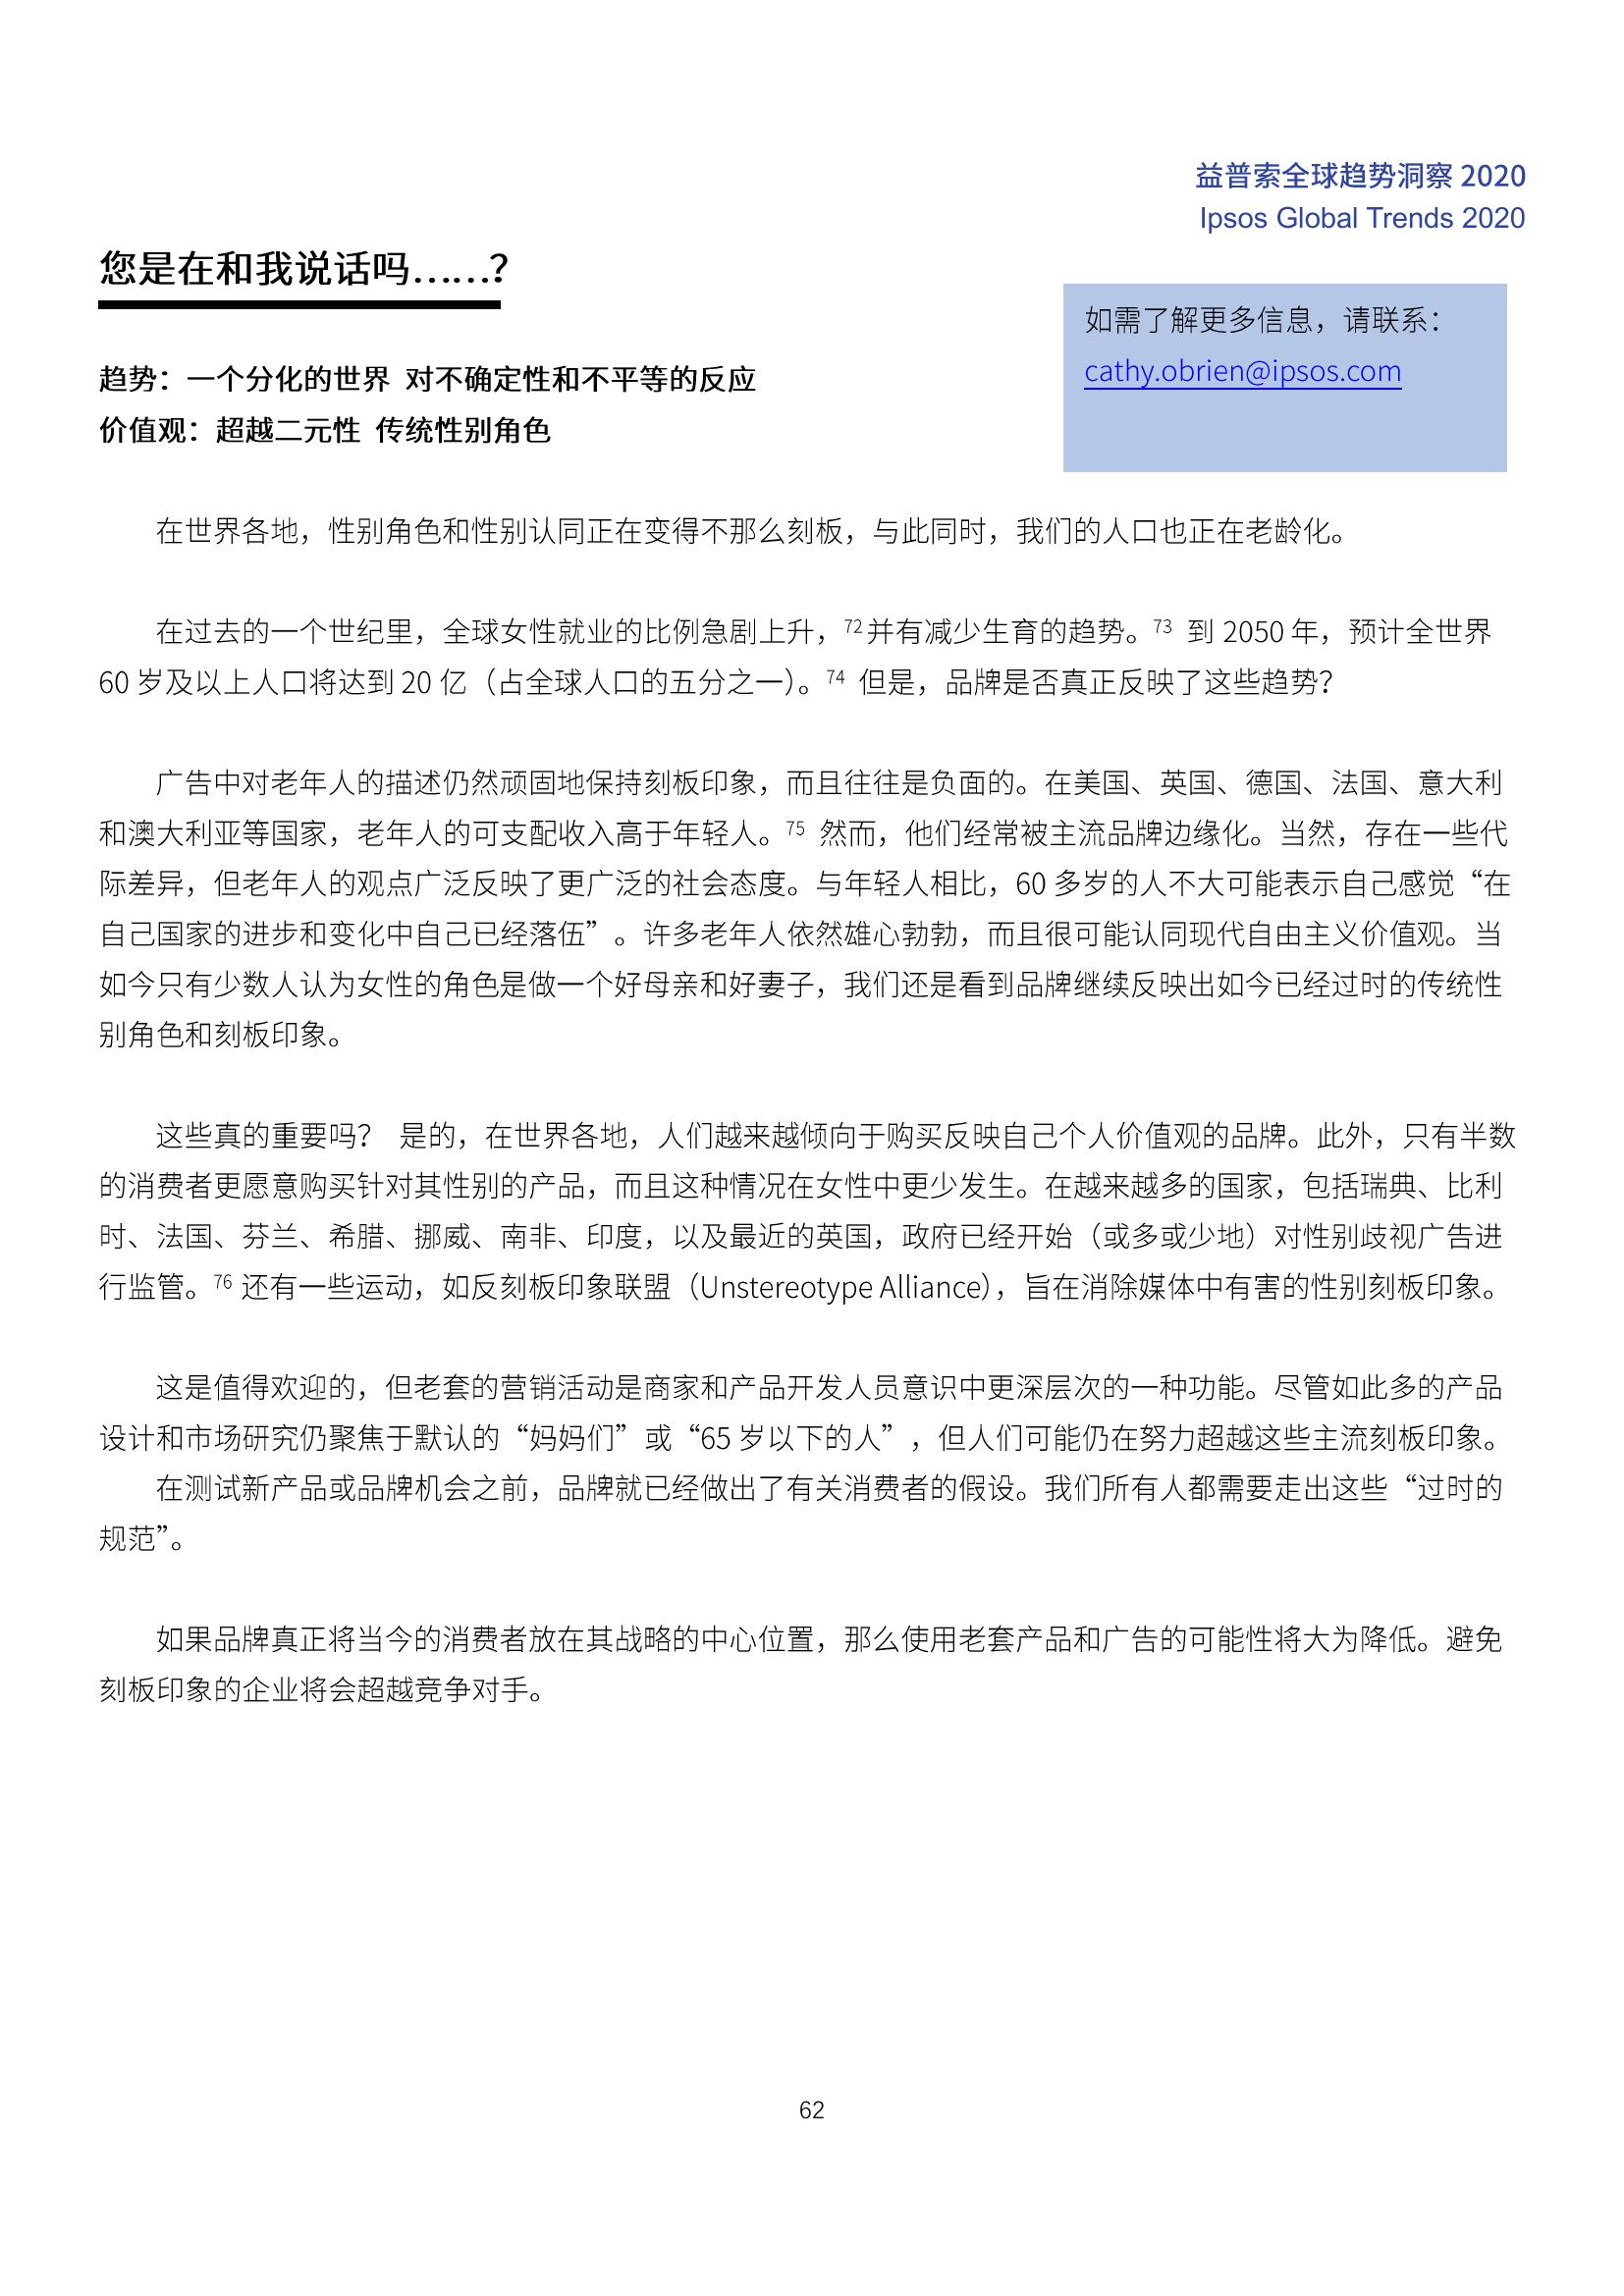 益普索全球趋势洞察 2020
Ipsos Global Trends 2020
您是在和我说话吗……?
如需了解更多信息，请联系：
cathy.obrien@ipsos.com
趋势：一个分化的世界 对不确定性和不平等的反应
价值观：超越二元性 传统性别角色
在世界各地，性别角色和性别认同正在变得不那么刻板，与此同时，我们的人口也正在老龄化。
在过去的一个世纪里，全球女性就业的比例急剧上升，72并有减少生育的趋势。73 到 2050 年，预计全世界
60 岁及以上人口将达到 20 亿（占全球人口的五分之一）。74 但是，品牌是否真正反映了这些趋势？
广告中对老年人的描述仍然顽固地保持刻板印象，而且往往是负面的。在美国、英国、德国、法国、意大利
和澳大利亚等国家，老年人的可支配收入高于年轻人。75 然而，他们经常被主流品牌边缘化。当然，存在一些代
际差异，但老年人的观点广泛反映了更广泛的社会态度。与年轻人相比，60 多岁的人不大可能表示自己感觉“在
自己国家的进步和变化中自己已经落伍”。许多老年人依然雄心勃勃，而且很可能认同现代自由主义价值观。当
如今只有少数人认为女性的角色是做一个好母亲和好妻子，我们还是看到品牌继续反映出如今已经过时的传统性
别角色和刻板印象。
这些真的重要吗？ 是的，在世界各地，人们越来越倾向于购买反映自己个人价值观的品牌。此外，只有半数
的消费者更愿意购买针对其性别的产品，而且这种情况在女性中更少发生。在越来越多的国家，包括瑞典、比利
时、法国、芬兰、希腊、挪威、南非、印度，以及最近的英国，政府已经开始（或多或少地）对性别歧视广告进
行监管。76 还有一些运动，如反刻板印象联盟（Unstereotype Alliance），旨在消除媒体中有害的性别刻板印象。
这是值得欢迎的，但老套的营销活动是商家和产品开发人员意识中更深层次的一种功能。尽管如此多的产品
设计和市场研究仍聚焦于默认的“妈妈们”或“65 岁以下的人”，但人们可能仍在努力超越这些主流刻板印象。
在测试新产品或品牌机会之前，品牌就已经做出了有关消费者的假设。我们所有人都需要走出这些“过时的
规范”。
如果品牌真正将当今的消费者放在其战略的中心位置，那么使用老套产品和广告的可能性将大为降低。避免
刻板印象的企业将会超越竞争对手。
62